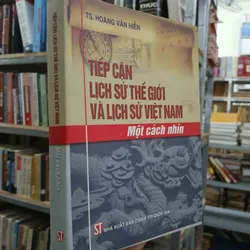 TS. HOÀNG VĂN HIỂN
TIẾP CẬN
LỊCH SỬ THẾ GIỚI
VÀ LỊCH SỬ VIỆT NAM
Một cách nhìn
ST NHÀ XUẤT BẢN CHÍNH TRỊ QUỐC GIA